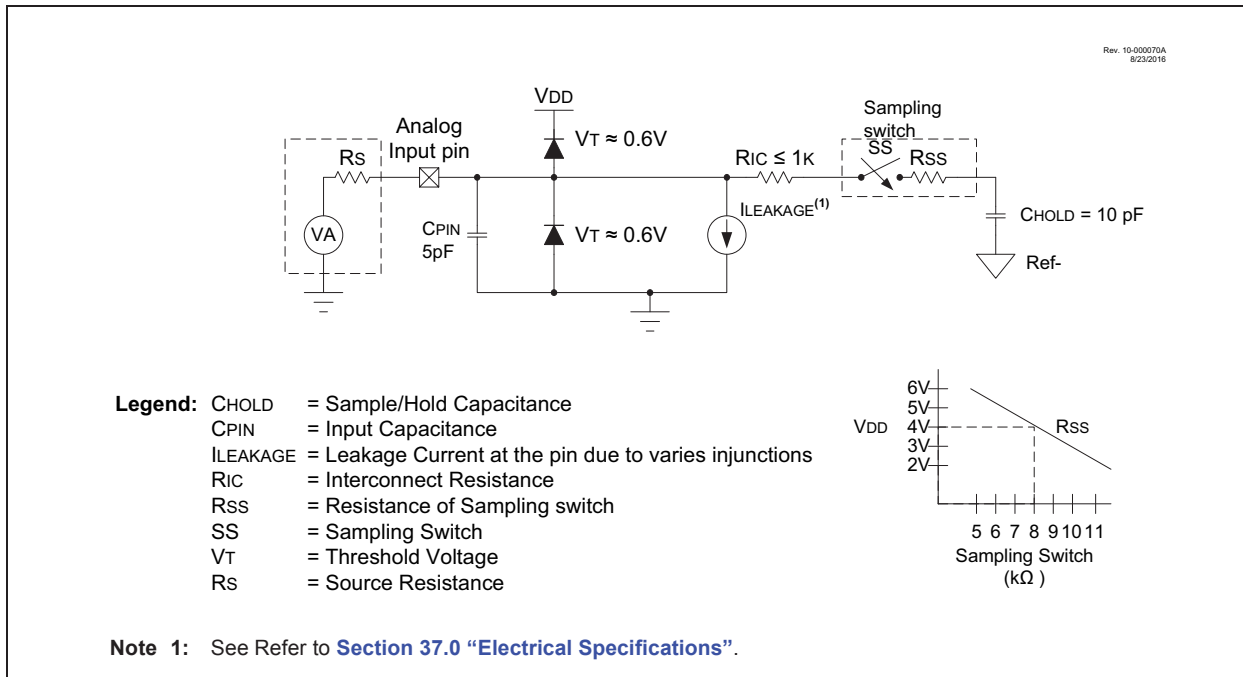 Rev. 10-000070A
8/23/2016
VDD
Sampling
switch
Analog
Input pin
VT ≈ 0.6V
RS
RIC ≤ 1K
SS
RSS
ILEAKAGE(1)
CHOLD = 10 pF
VA
CPIN
5pF
VT ≈ 0.6V
Ref-
Legend: CHOLD = Sample/Hold Capacitance
CPIN = Input Capacitance
ILEAKAGE = Leakage Current at the pin due to varies injunctions
RIC = Interconnect Resistance
RSS = Resistance of Sampling switch
SS = Sampling Switch
VT = Threshold Voltage
RS = Source Resistance
6V
5V
VDD 4V RSS
3V
2V
5 6 7 8 9 10 11
Sampling Switch
(kΩ )
Note 1: See Refer to Section 37.0 “Electrical Specifications”.